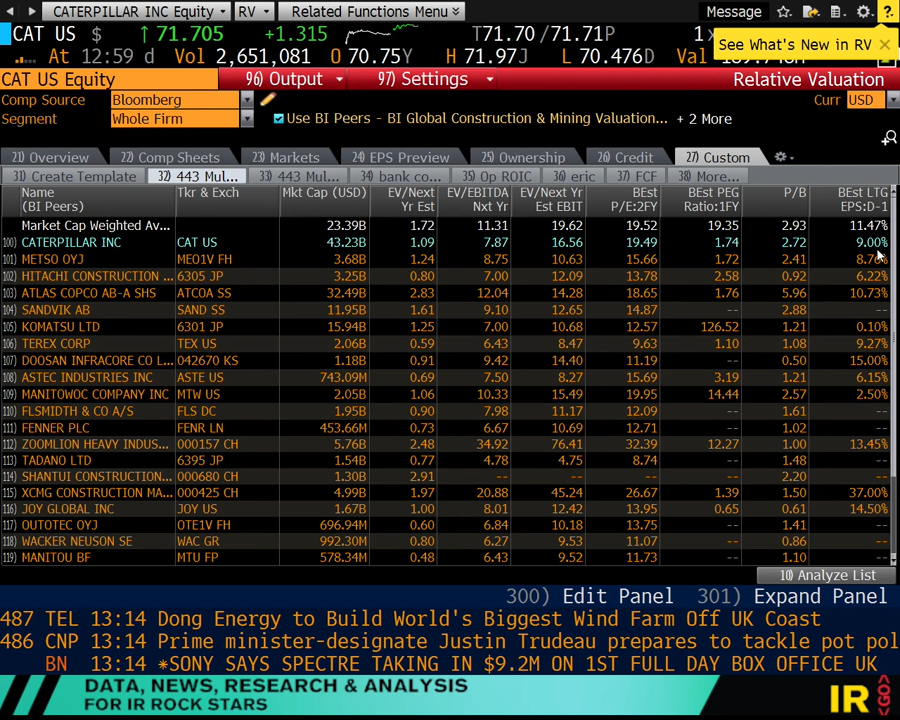 CATERPILLAR INC Equity RV Related Functions Menu Message ?
CAT US $ 71.705 +1.315 T71.70 /71.71P
At 12:59 d Vol 2,651,081 O 70.75Y H 71.97J L 70.476D Val
See What's New in RV ×
CAT US Equity 96) Output 97) Settings Relative Valuation
Comp Source Bloomberg Curr USD
Segment Whole Firm Use BI Peers - BI Global Construction & Mining Valuation... + 2 More
21) Overview 22) Comp Sheets 23) Markets 24) EPS Preview 25) Ownership 26) Credit 27) Custom
31) Create Template 32) 443 Mul... 33) 443 Mul... 34) bank co... 35) Op ROIC 36) eric 37) FCF 38) More...
Name Tkr & Exch Mkt Cap (USD) EV/Next EV/EBITDA EV/Next Yr BEst BEst PEG P/B BEst LTG
(BI Peers) Yr Est Nxt Yr Est EBIT P/E:2FY Ratio:1FY EPS:D-1
Market Cap Weighted Av... 23.39B 1.72 11.31 19.62 19.52 19.35 2.93 11.47%
100) CATERPILLAR INC CAT US 43.23B 1.09 7.87 16.56 19.49 1.74 2.72 9.00%
101) METSO OYJ MEO1V FH 3.68B 1.24 8.75 10.63 15.66 1.72 2.41
102) HITACHI CONSTRUCTION ... 6305 JP 3.25B 0.80 7.00 12.09 13.78 2.58 0.92 6.22%
103) ATLAS COPCO AB-A SHS ATCOA SS 32.49B 2.83 12.04 14.28 18.65 1.76 5.96 10.73%
104) SANDVIK AB SAND SS 11.95B 1.61 9.10 12.65 14.87 -- 2.88 --
105) KOMATSU LTD 6301 JP 15.94B 1.25 7.00 10.68 12.57 126.52 1.21 0.10%
106) TEREX CORP TEX US 2.06B 0.59 6.43 8.47 9.63 1.10 1.08 9.27%
107) DOOSAN INFRACORE CO L... 042670 KS 1.18B 0.91 9.42 14.40 11.19 -- 0.50 15.00%
108) ASTEC INDUSTRIES INC ASTE US 743.09M 0.69 7.50 8.27 15.69 3.19 1.21 6.15%
109) MANITOWOC COMPANY INC MTW US 2.05B 1.06 10.33 15.49 19.95 14.44 2.57 2.50%
110) FLSMIDTH & CO A/S FLS DC 1.95B 0.90 7.98 11.17 12.09 -- 1.61 --
111) FENNER PLC FENR LN 453.66M 0.73 6.67 10.69 12.71 -- 1.02 --
112) ZOOMLION HEAVY INDUS... 000157 CH 5.76B 2.48 34.92 76.41 32.39 12.27 1.00 13.45%
113) TADANO LTD 6395 JP 1.54B 0.77 4.78 4.75 8.74 -- 1.48 --
114) SHANTUI CONSTRUCTION... 000680 CH 1.30B 2.91 -- -- -- -- 2.20 --
115) XCMG CONSTRUCTION MA... 000425 CH 4.99B 1.97 20.88 45.24 26.67 1.39 1.50 37.00%
116) JOY GLOBAL INC JOY US 1.67B 1.00 8.01 12.42 13.95 0.65 0.61 14.50%
117) OUTOTEC OYJ OTE1V FH 696.94M 0.60 6.84 10.18 13.75 -- 1.41 --
118) WACKER NEUSON SE WAC GR 992.30M 0.80 6.27 9.53 11.07 -- 0.86 --
119) MANITOU BF MTU FP 578.34M 0.48 6.43 9.52 11.73 -- 1.10 --
10) Analyze List
300) Edit Panel 301) Expand Panel
487 TEL 13:14 Dong Energy to Build World's Biggest Wind Farm Off UK Coast
486 CNP 13:14 Prime minister-designate Justin Trudeau prepares to tackle pot pol
BN 13:14 *SONY SAYS SPECTRE TAKING IN $9.2M ON 1ST FULL DAY BOX OFFICE UK
DATA, NEWS, RESEARCH & ANALYSIS
FOR IR ROCK STARS
IR